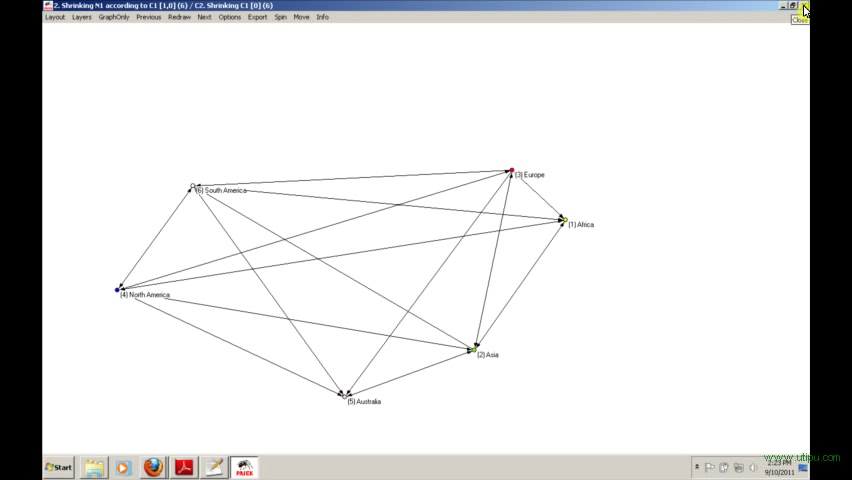 2. Shrinking N1 according to C1 [1,0] (6) / C2. Shrinking C1 [0] (6)
Close
Layout Layers GraphOnly Previous Redraw Next Options Export Spin Move Info
(3) Europe
(6) South America
(1) Africa
(4) North America
(2) Asia
(5) Australia
Start
PAJEK
2:23 PM
www.utipu.com
9/10/2011